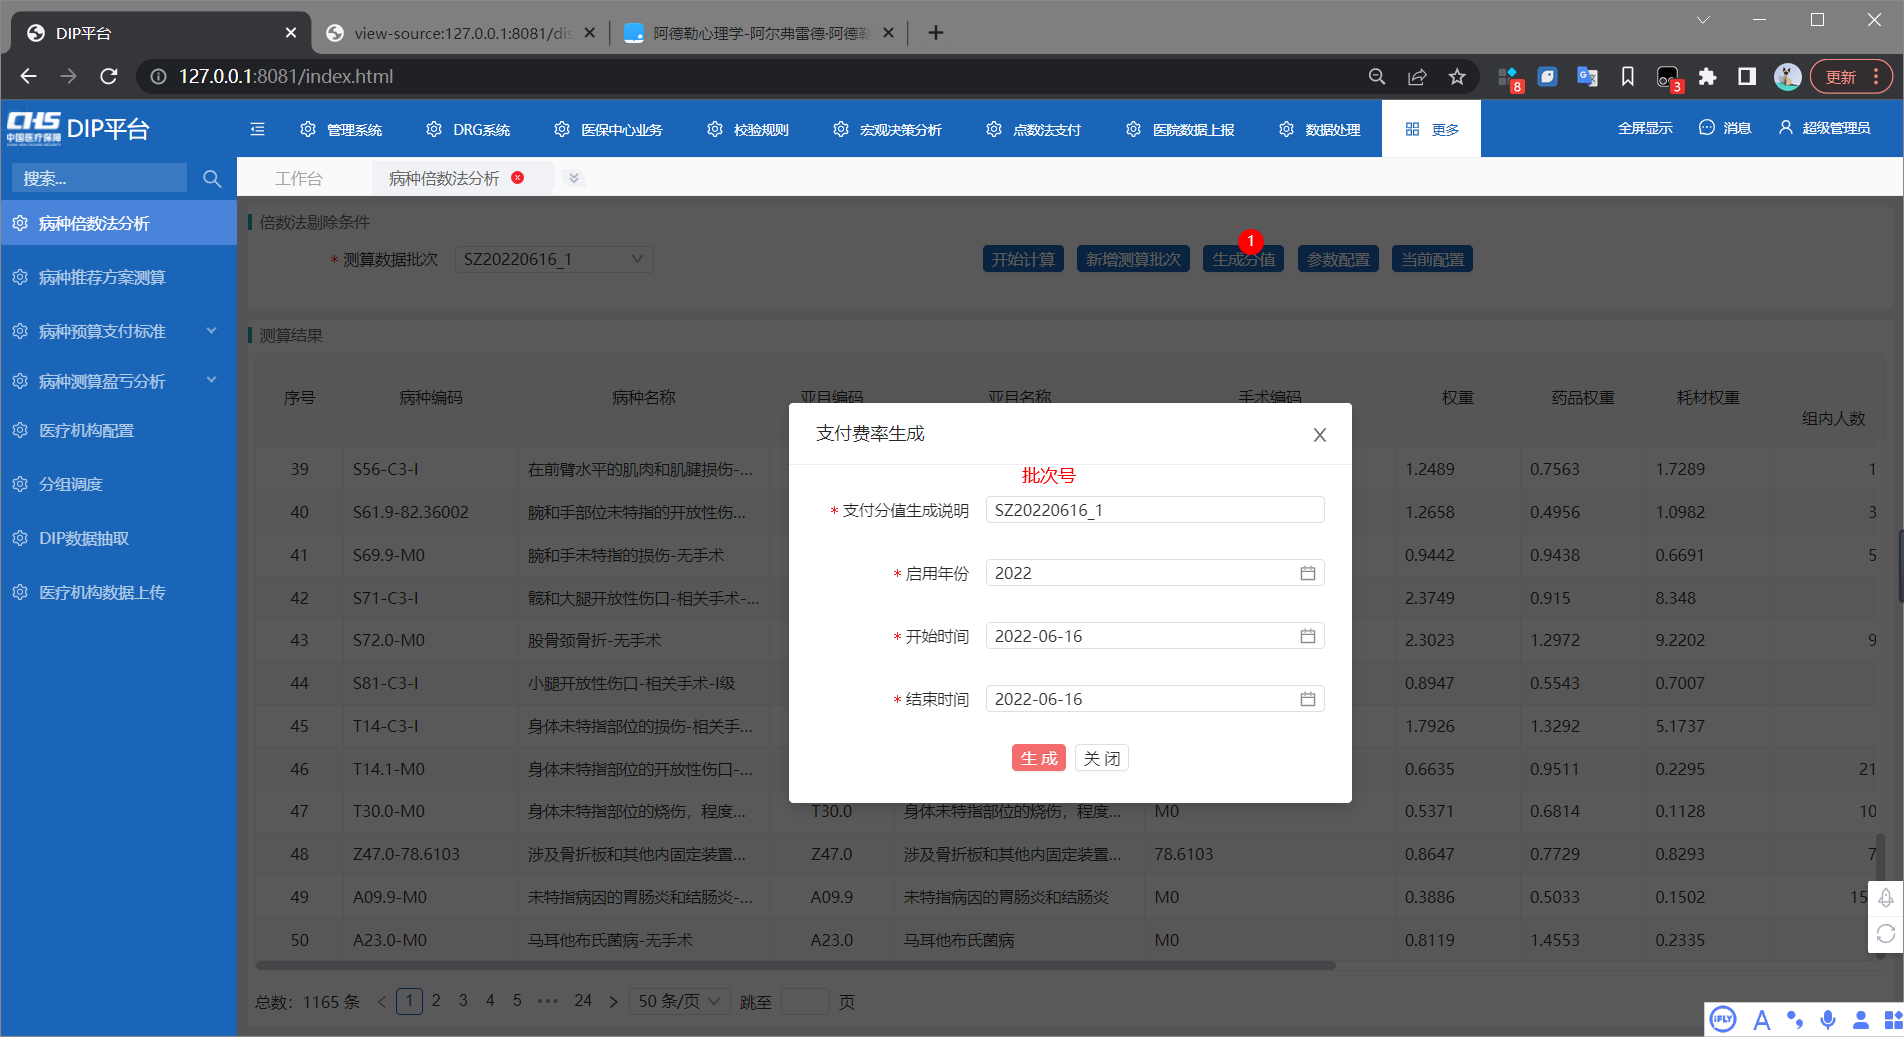 DIP平台
view-source:127.0.0.1:8081/dis
阿德勒心理学-阿尔弗雷德·阿德勒
127.0.0.1:8081/index.html
8
3
更新
CHS
中国医疗保障
DIP平台
管理系统
DRG系统
医保中心业务
校验规则
宏观决策分析
点数法支付
医院数据上报
数据处理
更多
全屏显示
消息
超级管理员
搜索...
工作台
病种倍数法分析
病种倍数法分析
病种推荐方案测算
病种预算支付标准
病种测算盈亏分析
医疗机构配置
分组调度
DIP数据抽取
医疗机构数据上传
倍数法剔除条件
* 测算数据批次 SZ20220616_1
开始计算
新增测算批次
生成分值
1
参数配置
当前配置
测算结果
序号 病种编码 病种名称 亚目编码 亚目名称 手术编码 权重 药品权重 耗材权重 组内人数
39 S56-C3-I 在前臂水平的肌肉和肌腱损伤-... 1.2489 0.7563 1.7289 1
40 S61.9-82.36002 腕和手部位未特指的开放性伤... 1.2658 0.4956 1.0982 3
41 S69.9-M0 腕和手未特指的损伤-无手术 0.9442 0.9438 0.6691 5
42 S71-C3-I 髋和大腿开放性伤口-相关手术-... 2.3749 0.915 8.348
43 S72.0-M0 股骨颈骨折-无手术 2.3023 1.2972 9.2202 9
44 S81-C3-I 小腿开放性伤口-相关手术-I级 0.8947 0.5543 0.7007
45 T14-C3-I 身体未特指部位的损伤-相关手... 1.7926 1.3292 5.1737
46 T14.1-M0 身体未特指部位的开放性伤口-... 0.6635 0.9511 0.2295 21
47 T30.0-M0 身体未特指部位的烧伤，程度... T30.0 身体未特指部位的烧伤，程度... M0 0.5371 0.6814 0.1128 10
48 Z47.0-78.6103 涉及骨折板和其他内固定装置... Z47.0 涉及骨折板和其他内固定装置... 78.6103 0.8647 0.7729 0.8293 7
49 A09.9-M0 未特指病因的胃肠炎和结肠炎-... A09.9 未特指病因的胃肠炎和结肠炎 M0 0.3886 0.5033 0.1502 15
50 A23.0-M0 马耳他布氏菌病-无手术 A23.0 马耳他布氏菌病 M0 0.8119 1.4553 0.2335
支付费率生成
X
批次号
* 支付分值生成说明 SZ20220616_1
* 启用年份 2022
* 开始时间 2022-06-16
* 结束时间 2022-06-16
生 成
关 闭
总数： 1165 条 < 1 2 3 4 5 ••• 24 > 50 条/页 跳至 页
iFLY
A